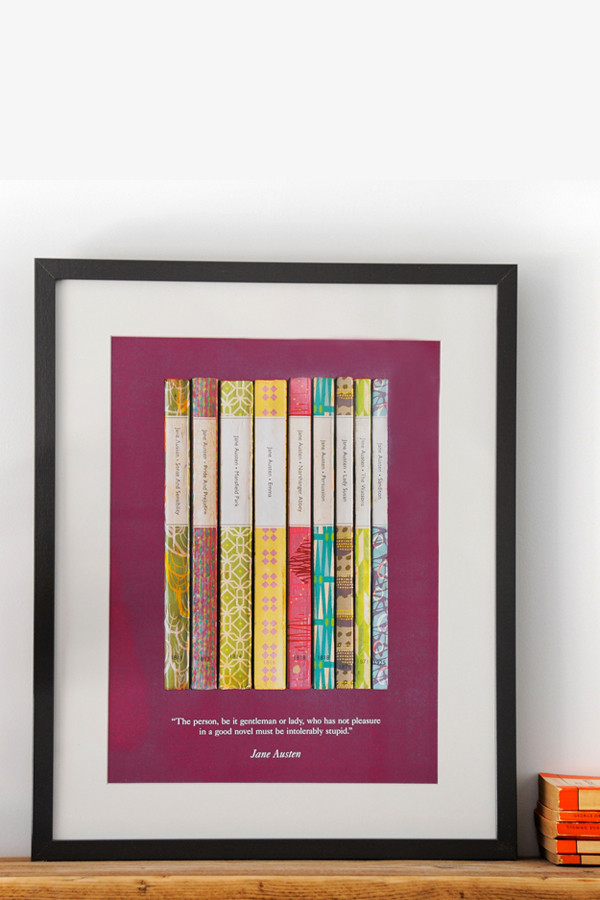 Jane Austen • Sense And Sensibility
Jane Austen • Pride And Prejudice
Jane Austen • Mansfield Park
Jane Austen • Emma
Jane Austen • Northanger Abbey
Jane Austen • Persuasion
Jane Austen • Lady Susan
Jane Austen • The Watsons
Jane Austen • Sanditon
“The person, be it gentleman or lady, who has not pleasure
in a good novel must be intolerably stupid.”
Jane Austen